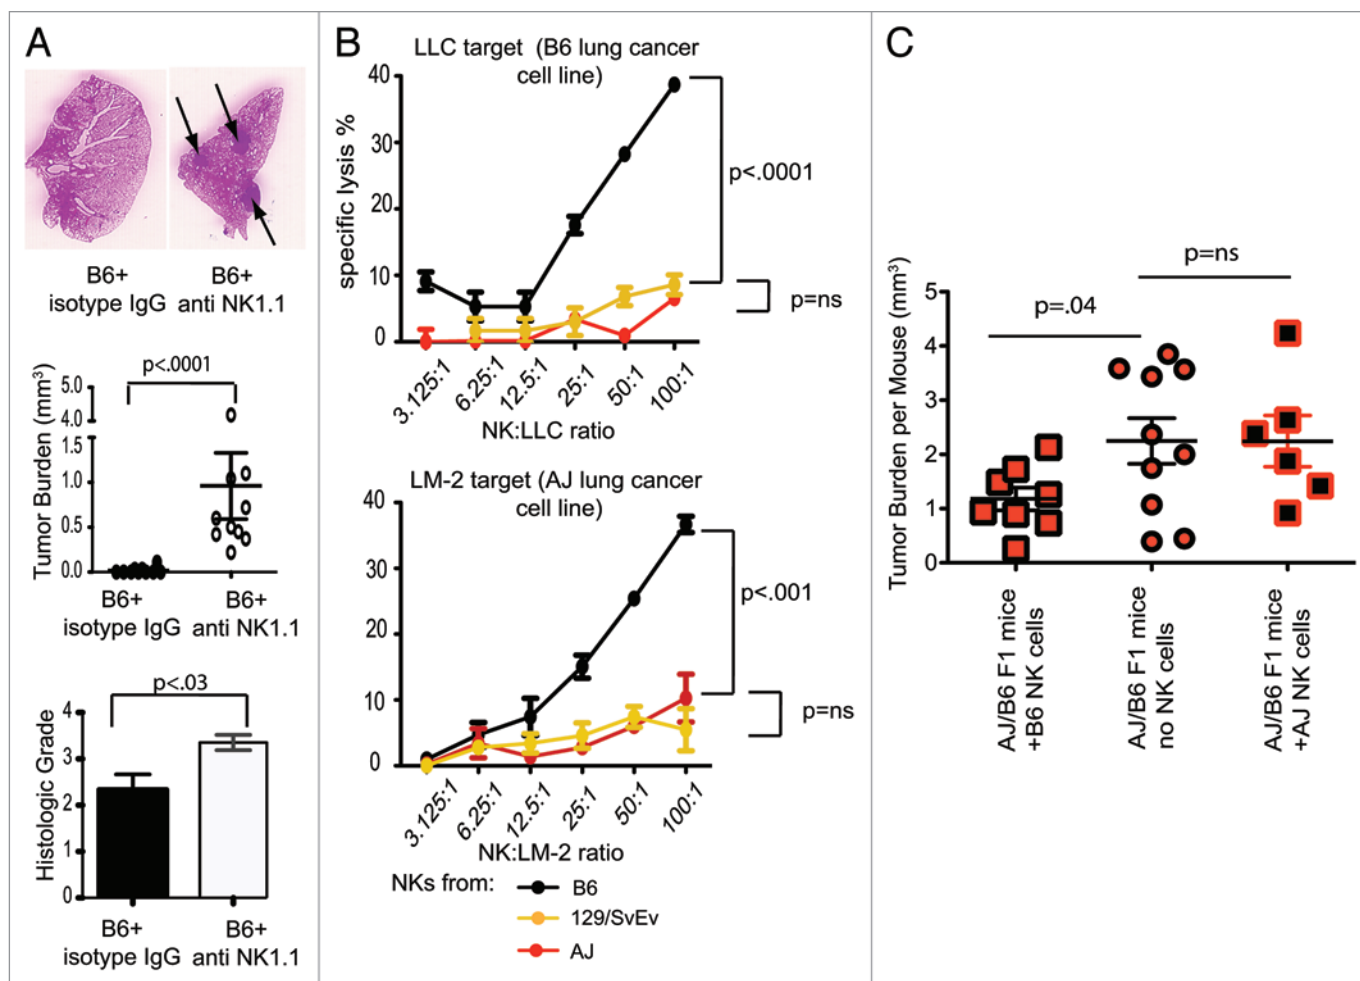 A
B6+
isotype IgG
B6+
anti NK1.1
p<.0001
Tumor Burden (mm³)
5.0
4.0
1.5
1.0
0.5
0.0
B6+
isotype IgG
B6+
anti NK1.1
p<.03
Histologic Grade
4
3
2
1
0
B6+
isotype IgG
B6+
anti NK1.1
B
LLC target (B6 lung cancer
cell line)
specific lysis %
40
30
20
10
0
p<.0001
p=ns
3.125:1
6.25:1
12.5:1
25:1
50:1
100:1
NK:LLC ratio
LM-2 target (AJ lung cancer
cell line)
40
30
20
10
0
p<.001
p=ns
3.125:1
6.25:1
12.5:1
25:1
50:1
100:1
NK:LM-2 ratio
NKs from:
B6
129/SvEv
AJ
C
p=ns
p=.04
Tumor Burden per Mouse (mm³)
5
4
3
2
1
0
AJ/B6 F1 mice
+B6 NK cells
AJ/B6 F1 mice
no NK cells
AJ/B6 F1 mice
+AJ NK cells